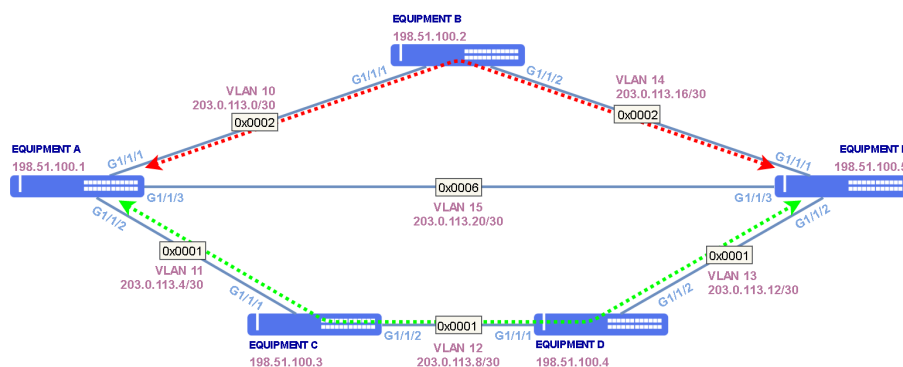 EQUIPMENT B
198.51.100.2
G1/1/1
G1/1/2
VLAN 10
203.0.113.0/30
VLAN 14
203.0.113.16/30
0x0002
0x0002
EQUIPMENT A
198.51.100.1
G1/1/1
G1/1/3
G1/1/2
0x0006
VLAN 15
203.0.113.20/30
EQUIPMENT
198.51.100.5
G1/1/1
G1/1/3
G1/1/2
0x0001
VLAN 11
203.0.113.4/30
G1/1/1
0x0001
VLAN 13
203.0.113.12/30
G1/1/2
EQUIPMENT C
198.51.100.3
G1/1/2
0x0001
VLAN 12
203.0.113.8/30
G1/1/1
EQUIPMENT D
198.51.100.4